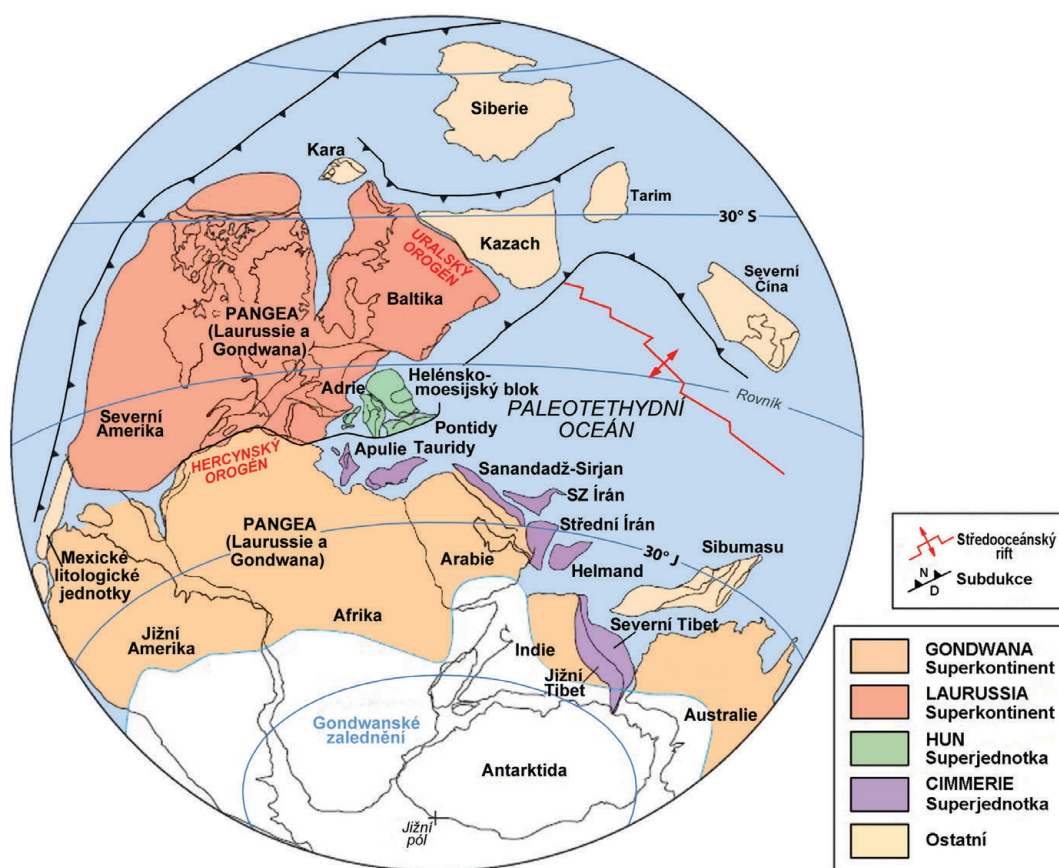 Siberie
Kara
Tarim
30° S
URALSKÝ
OROGÉN
Kazach
Severní
Čína
Baltika
PANGEA
(Laurussie a
Gondwana)
Helénsko-
moesijský blok
Adrie
Rovník
PALEOTETHYDNÍ
OCEÁN
Severní
Amerika
Pontidy
HERCYNSKÝ
OROGÉN
Apulie
Tauridy
Sanandadž-Sirjan
SZ Írán
PANGEA
(Laurussie a
Gondwana)
Střední Írán
Arabie
30° J
Sibumasu
Helmand
Mexické
litologické
jednotky
Afrika
Jižní
Amerika
Severní Tibet
Indie
Jižní
Tibet
Australie
Gondwanské
zalednění
Antarktida
Jižní
pól
Středooceánský
rift
N
D
Subdukce
GONDWANA
Superkontinent
LAURUSSIA
Superkontinent
HUN
Superjednotka
CIMMERIE
Superjednotka
Ostatní